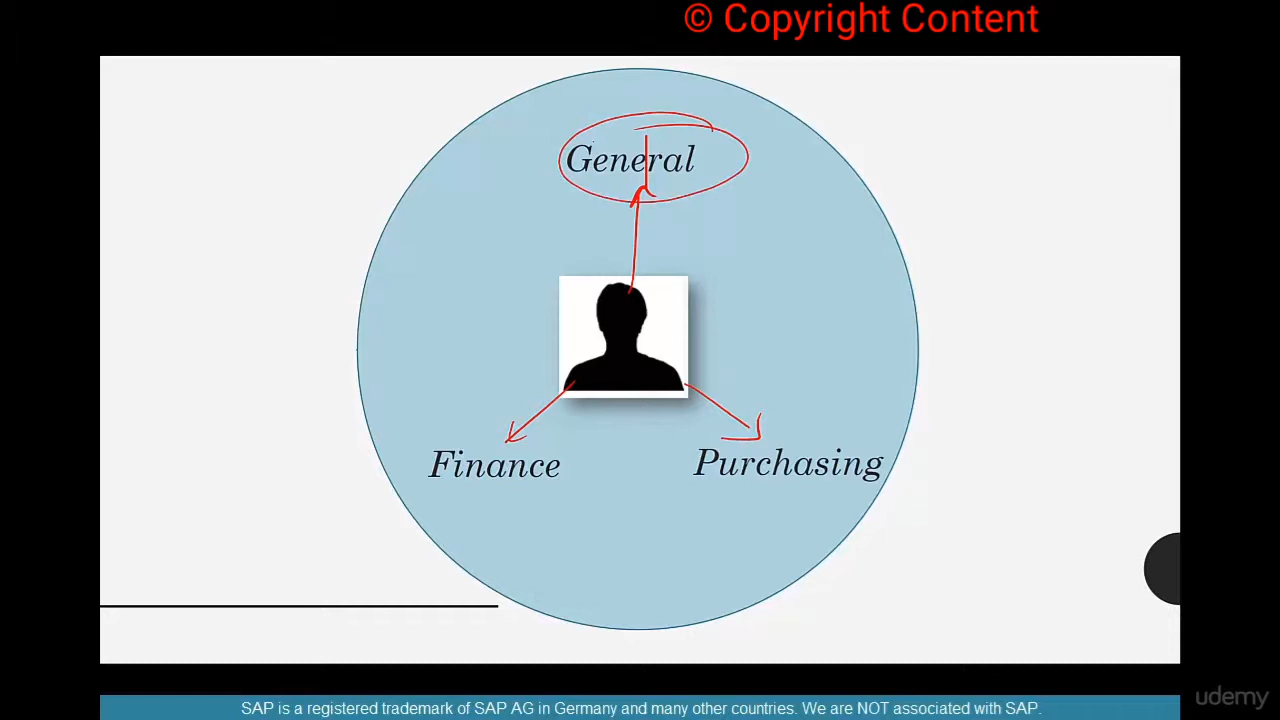 © Copyright Content
General
Finance
Purchasing
udemy
SAP is a registered trademark of SAP AG in Germany and many other countries. We are NOT associated with SAP.